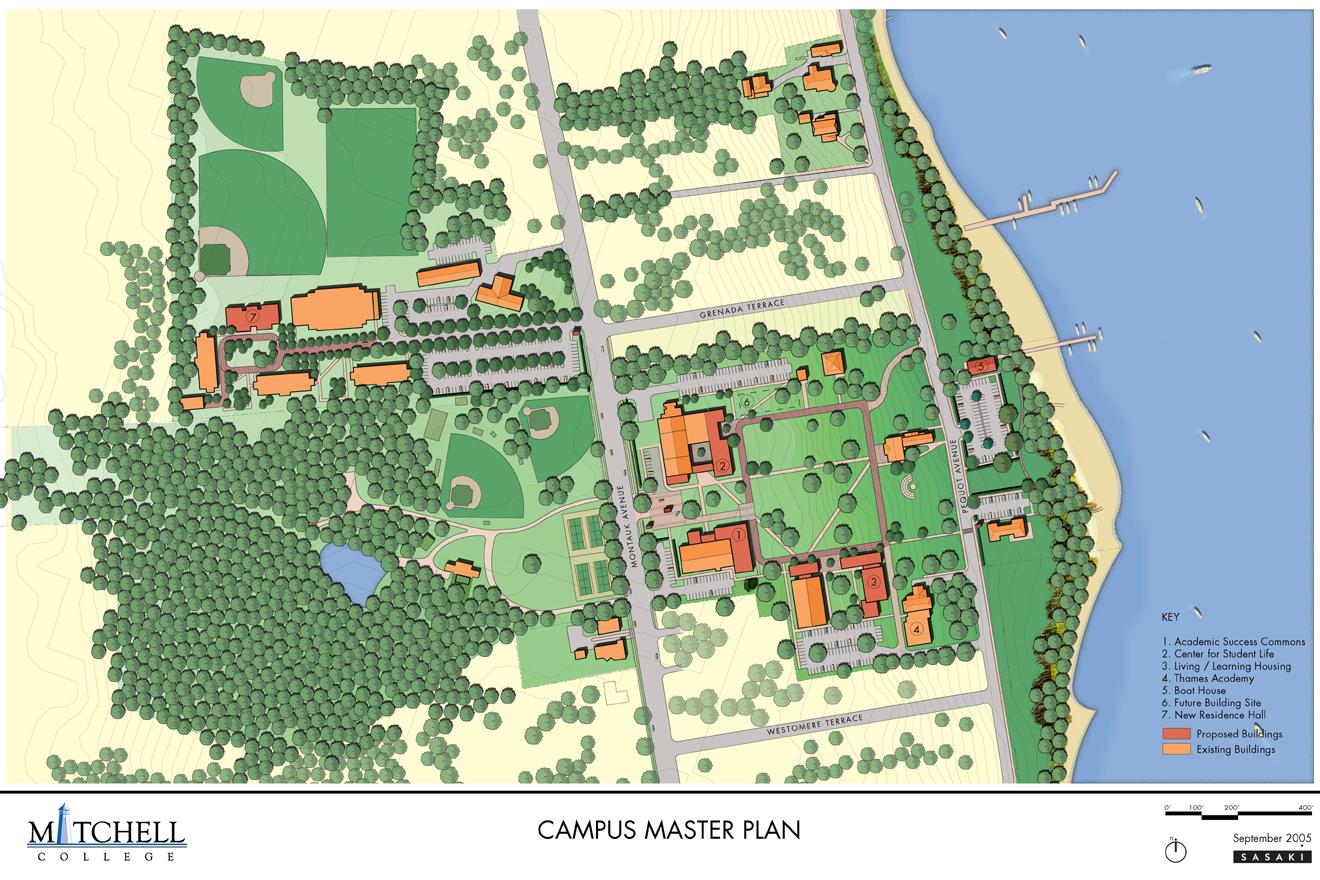 GRENADA TERRACE
MONTAUK AVENUE
PEQUOT AVENUE
WESTOMERE TERRACE
7
5
6
2
1
3
4
KEY
1. Academic Success Commons
2. Center for Student Life
3. Living / Learning Housing
4. Thames Academy
5. Boat House
6. Future Building Site
7. New Residence Hall
Proposed Buildings
Existing Buildings
MITCHELL
COLLEGE
CAMPUS MASTER PLAN
0' 100' 200' 400'
n
September 2005
SASAKI